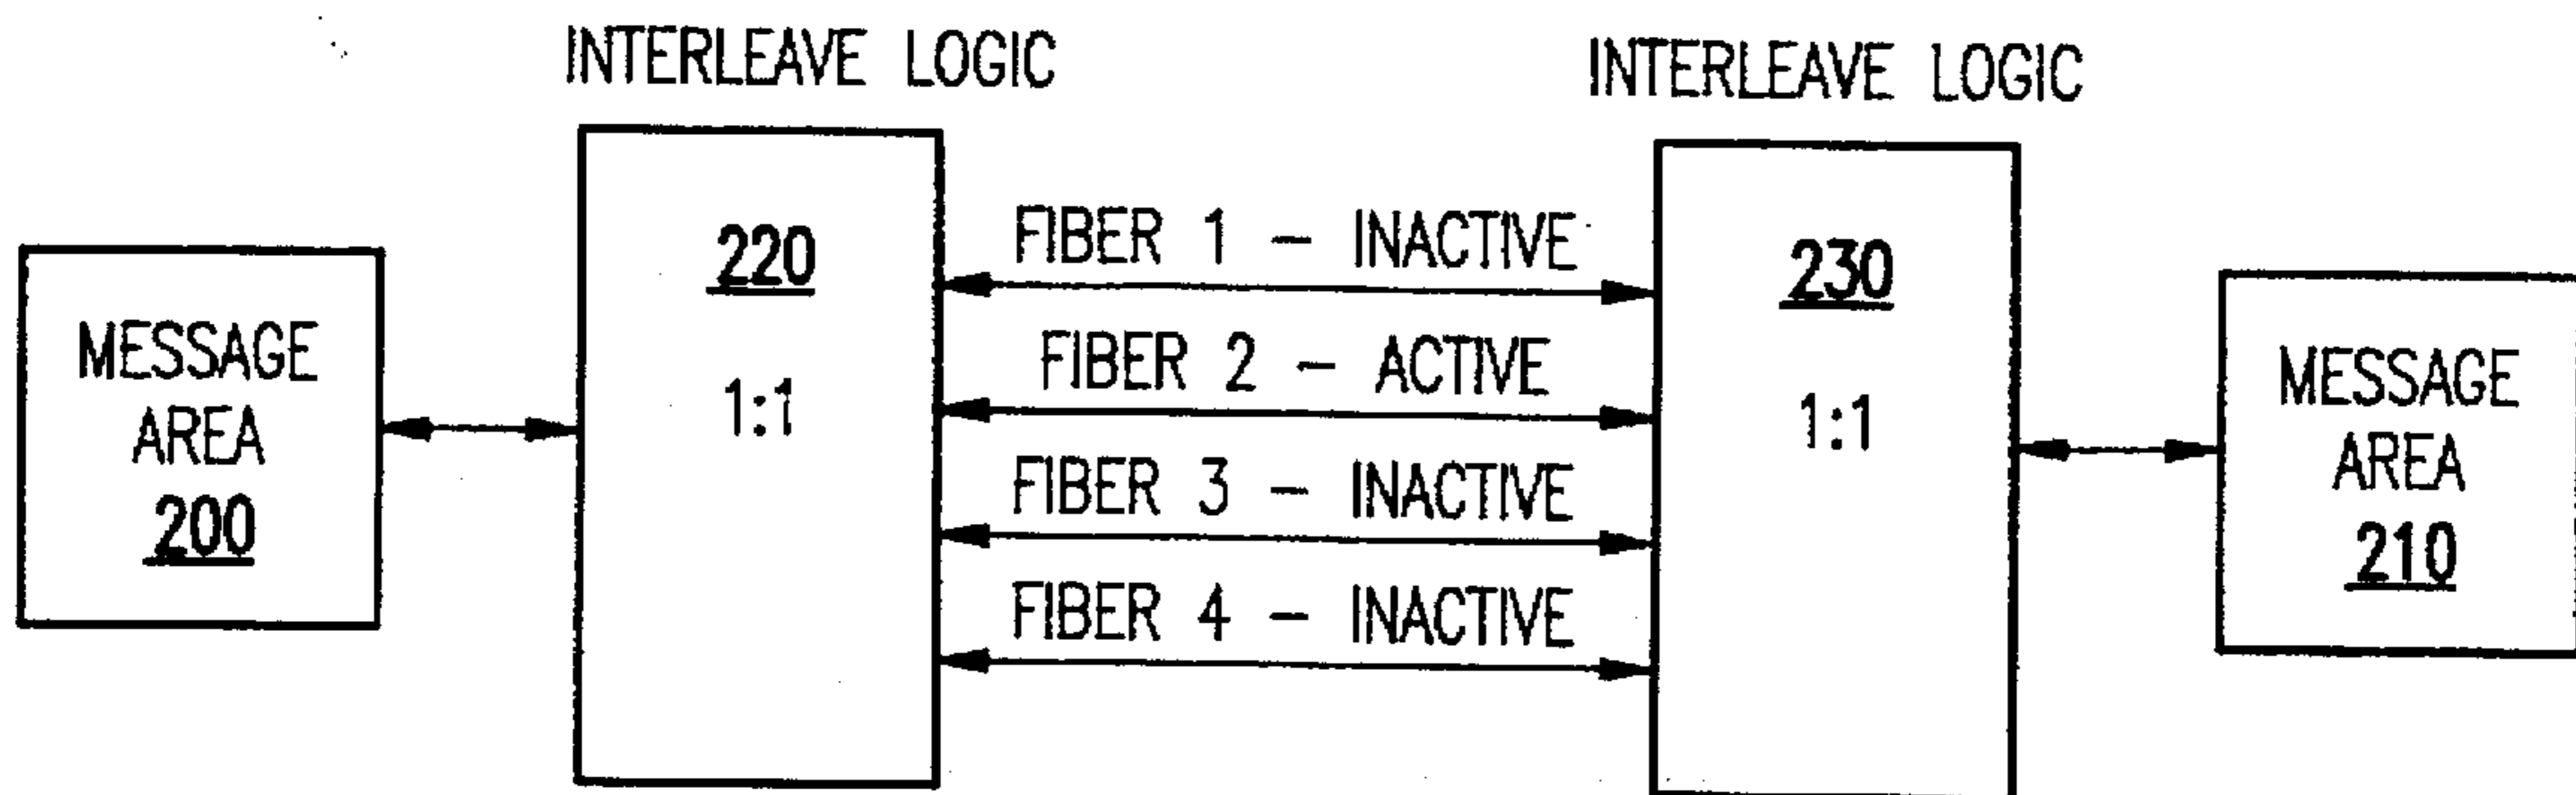 INTERLEAVE LOGIC
INTERLEAVE LOGIC
MESSAGE
AREA
200
220
1:1
FIBER 1 – INACTIVE
FIBER 2 – ACTIVE
FIBER 3 – INACTIVE
FIBER 4 – INACTIVE
230
1:1
MESSAGE
AREA
210